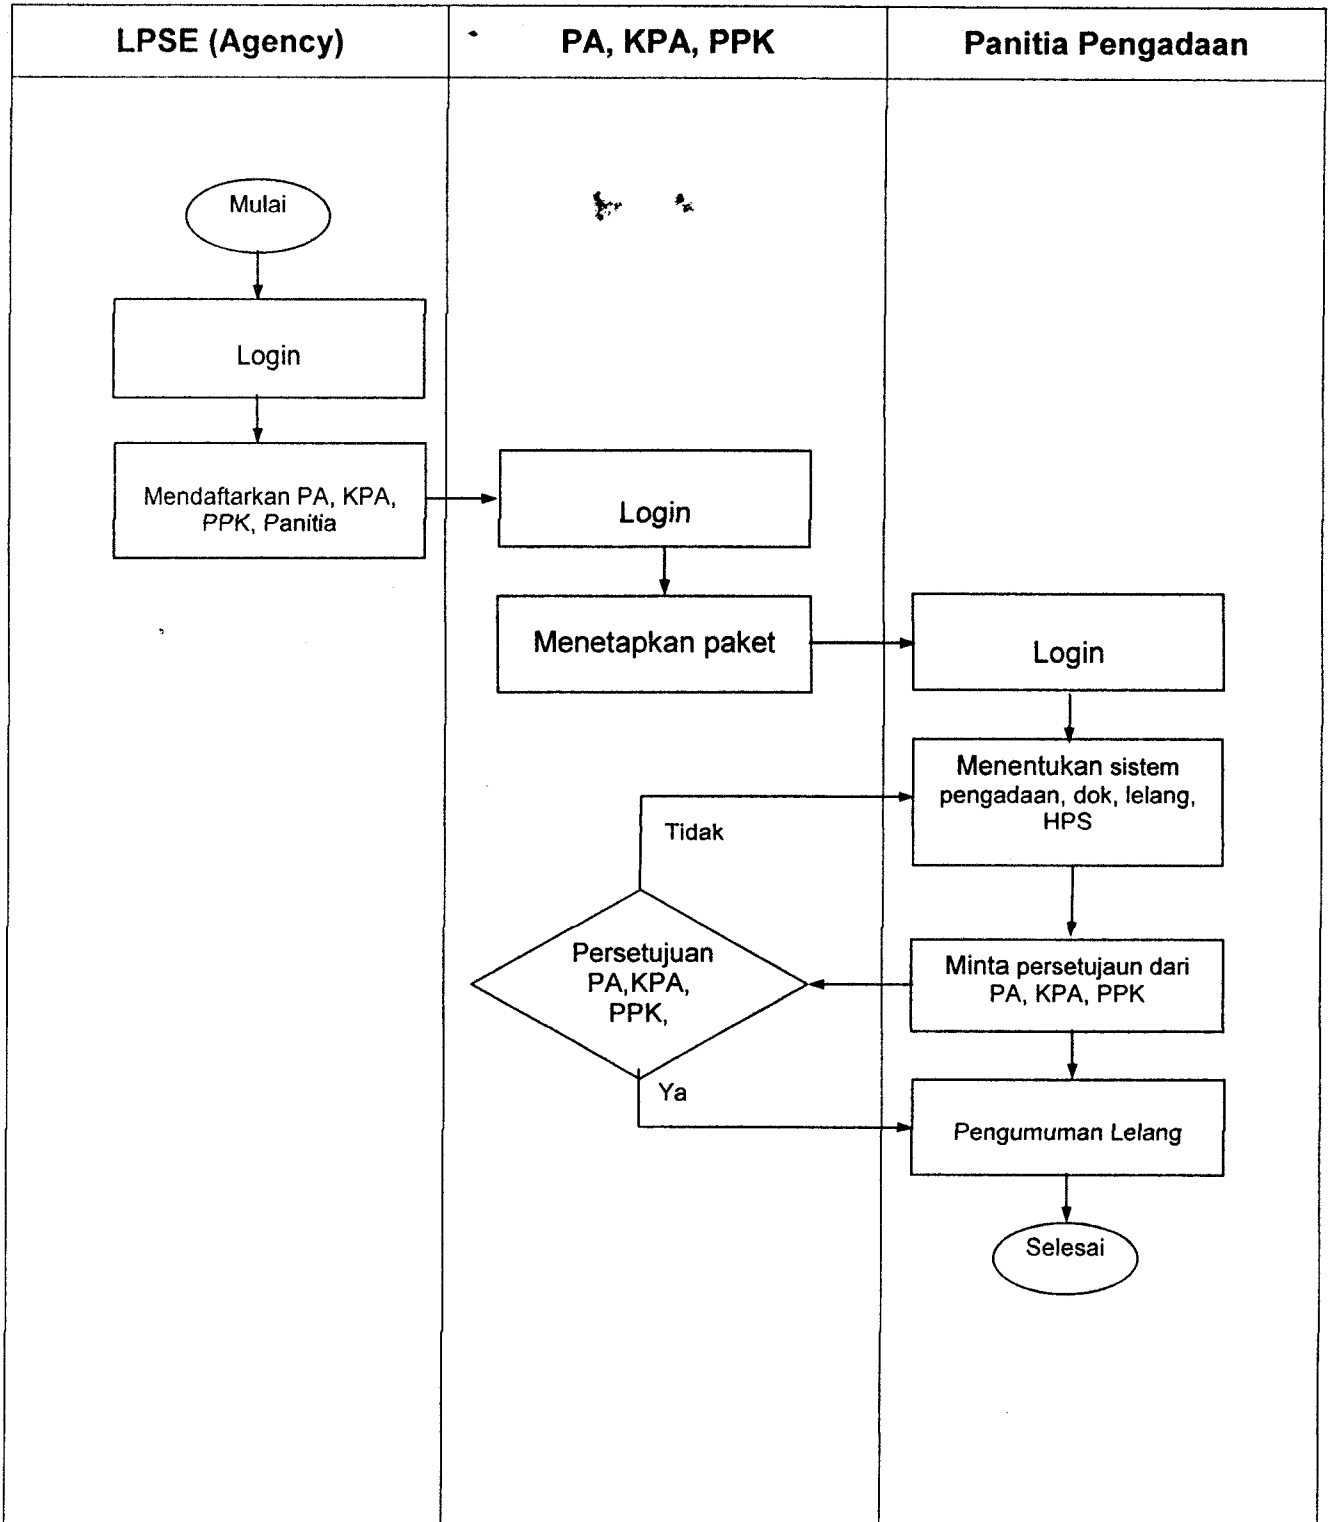 LPSE (Agency)
PA, KPA, PPK
Panitia Pengadaan
Mulai
Login
Mendaftarkan PA, KPA,
PPK, Panitia
Login
Menetapkan paket
Login
Menentukan sistem
pengadaan, dok, lelang,
HPS
Tidak
Persetujuan
PA,KPA,
PPK,
Minta persetujaun dari
PA, KPA, PPK
Ya
Pengumuman Lelang
Selesai